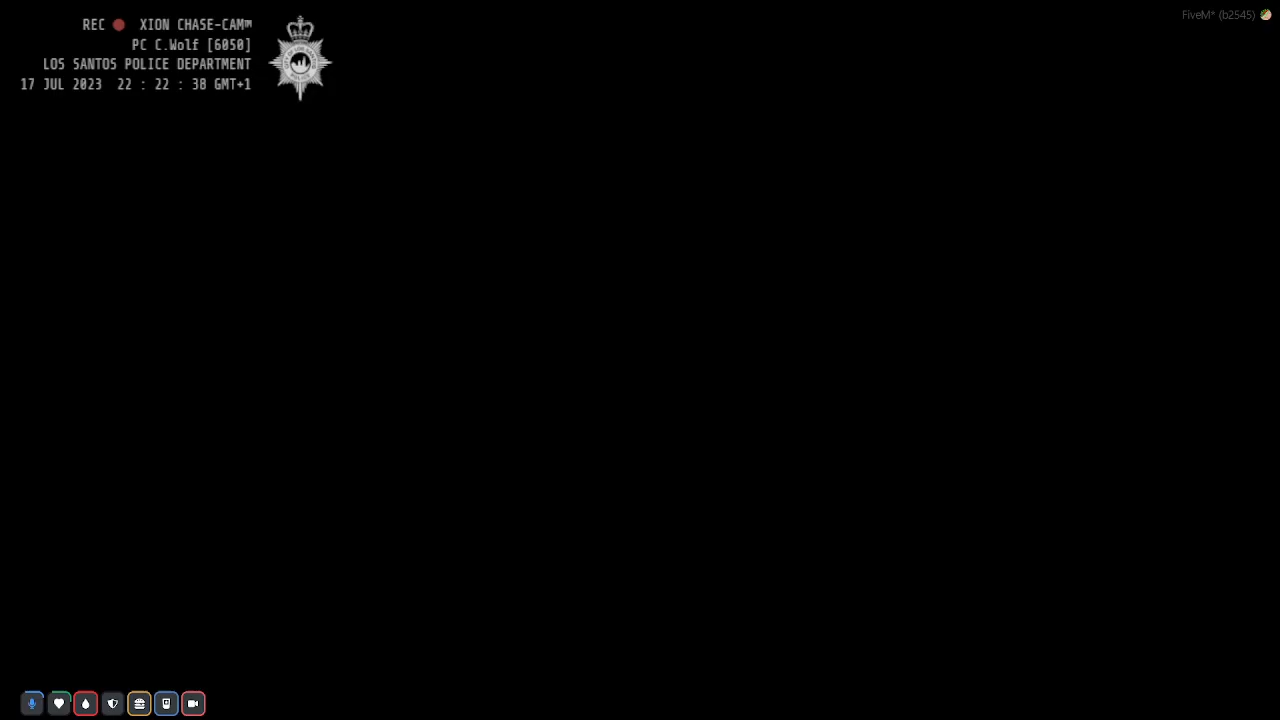 REC XION CHASE-CAM™
PC C.Wolf [6050]
LOS SANTOS POLICE DEPARTMENT
17 JUL 2023 22 : 22 : 38 GMT+1
FiveM* (b2545)